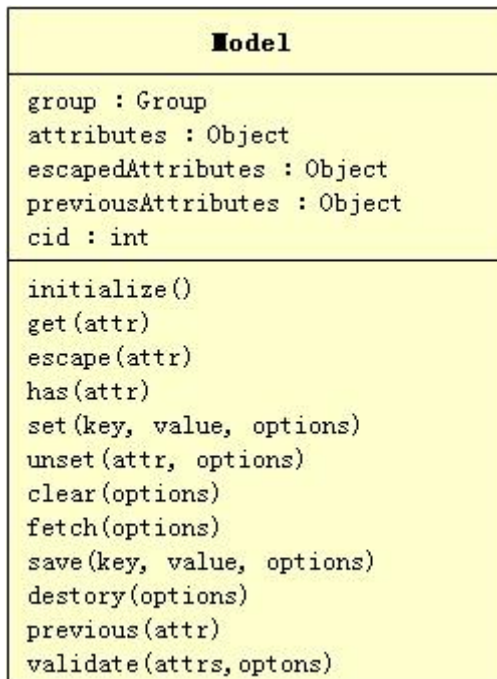 Model
group : Group
attributes : Object
escapedAttributes : Object
previousAttributes : Object
cid : int
initialize()
get(attr)
escape(attr)
has(attr)
set(key, value, options)
unset(attr, options)
clear(options)
fetch(options)
save(key, value, options)
destory(options)
previous(attr)
validate(attrs,optons)